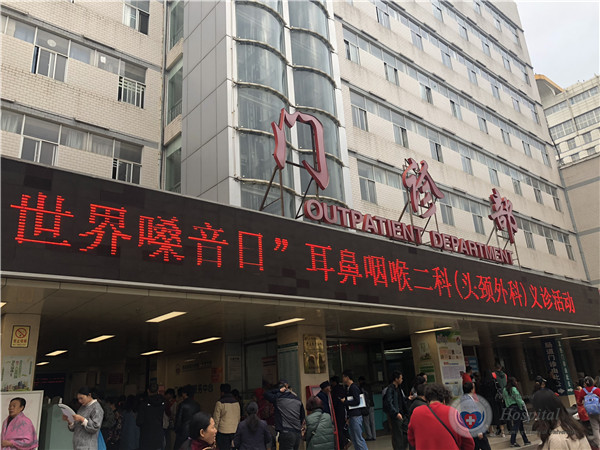 门诊部
OUTPATIENT DEPARTMENT
世界嗓音日”耳鼻咽喉二科(头颈外科)义诊活动
Hospital